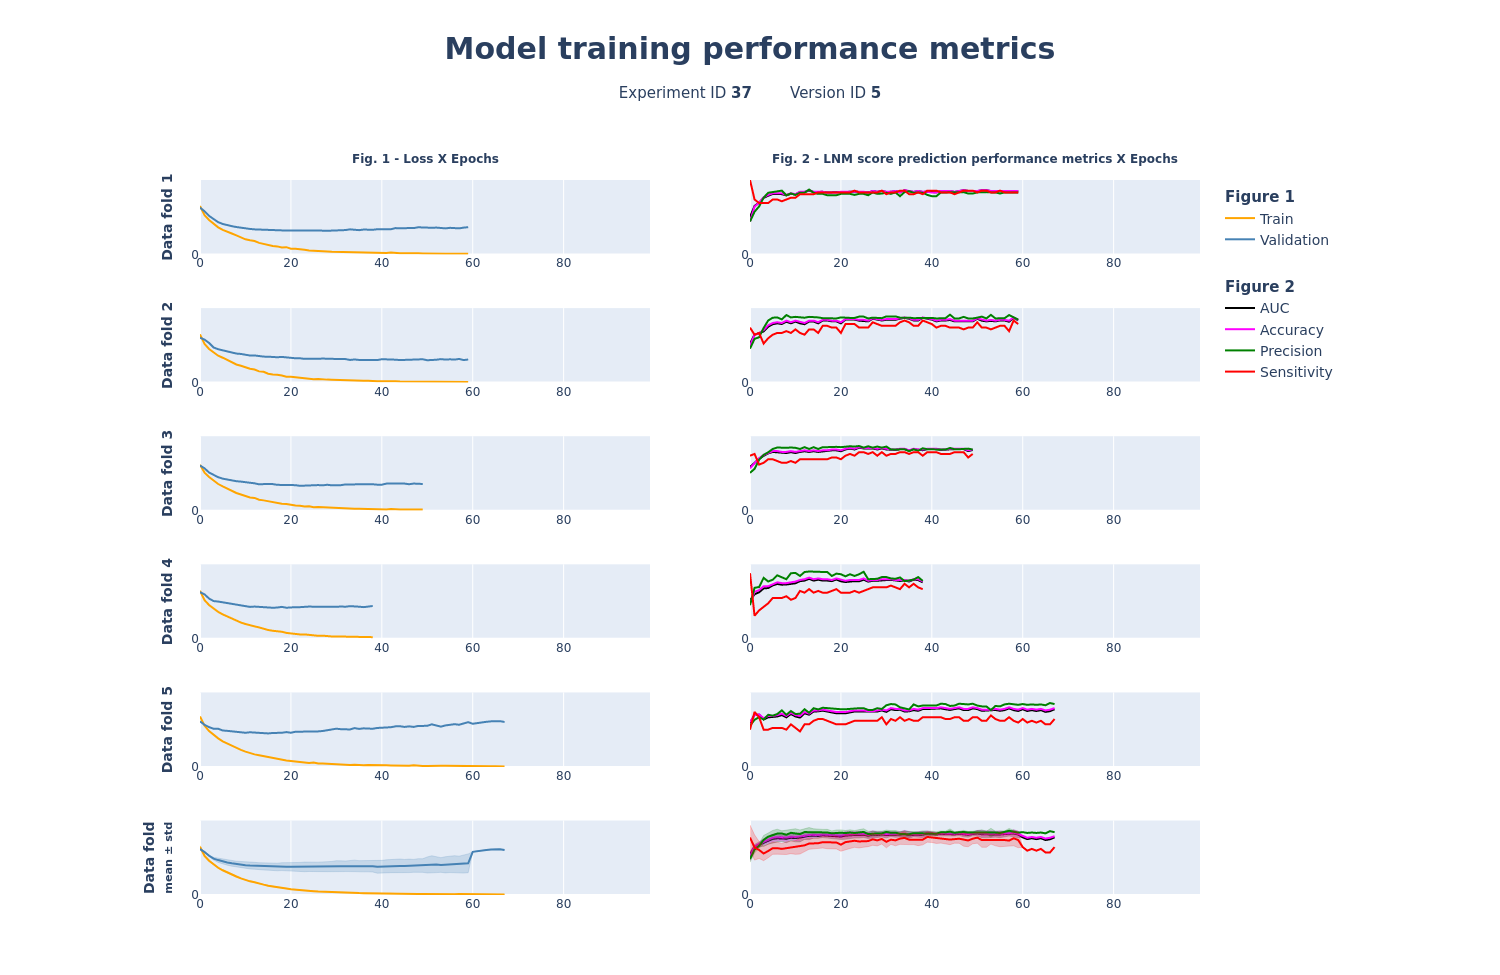 Model training performance metrics
Experiment ID 37 Version ID 5
Fig. 1 - Loss X Epochs
Fig. 2 - LNM score prediction performance metrics X Epochs
Data fold 1
0
0 20 40 60 80
0
0 20 40 60 80
Figure 1
Train
Validation
Figure 2
AUC
Accuracy
Precision
Sensitivity
Data fold 2
0
0 20 40 60 80
0
0 20 40 60 80
Data fold 3
0
0 20 40 60 80
0
0 20 40 60 80
Data fold 4
0
0 20 40 60 80
0
0 20 40 60 80
Data fold 5
0
0 20 40 60 80
0
0 20 40 60 80
Data fold
mean ± std
0
0 20 40 60 80
0
0 20 40 60 80